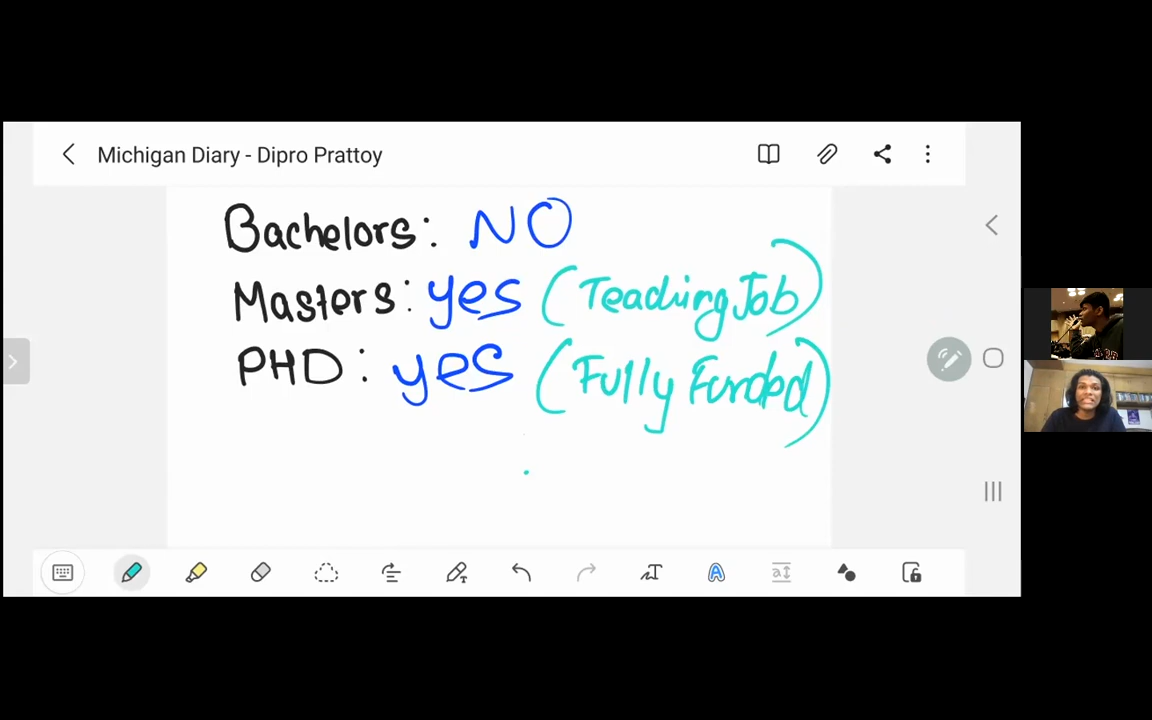 Michigan Diary - Dipro Prattoy
Bachelors: NO
Masters: yes (Teaching Job)
PHD: yes (Fully Funded)